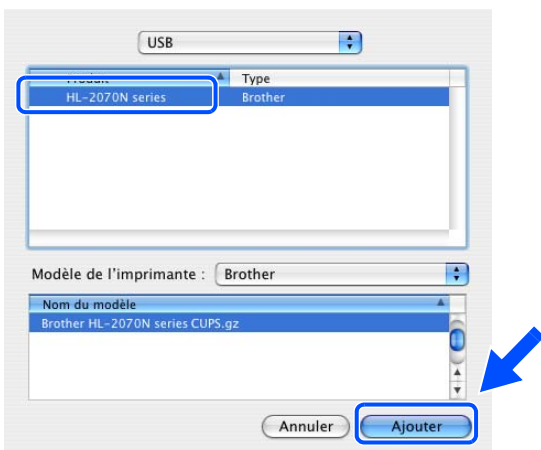 USB
Produit Type
HL-2070N series Brother
Modèle de l'imprimante : Brother
Nom du modèle
Brother HL-2070N series CUPS.gz
Annuler Ajouter